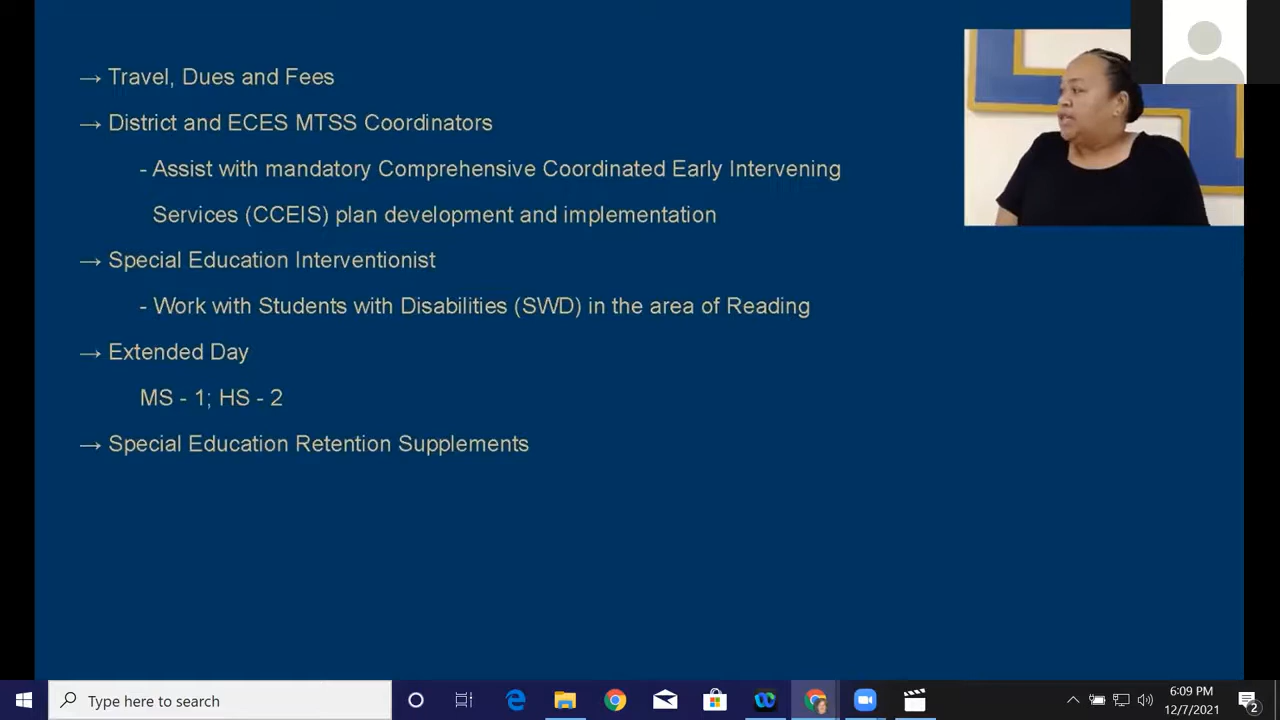 → Travel, Dues and Fees
→ District and ECES MTSS Coordinators
- Assist with mandatory Comprehensive Coordinated Early Intervening
Services (CCEIS) plan development and implementation
→ Special Education Interventionist
- Work with Students with Disabilities (SWD) in the area of Reading
→ Extended Day
MS - 1; HS - 2
→ Special Education Retention Supplements
Type here to search
6:09 PM
12/7/2021
2